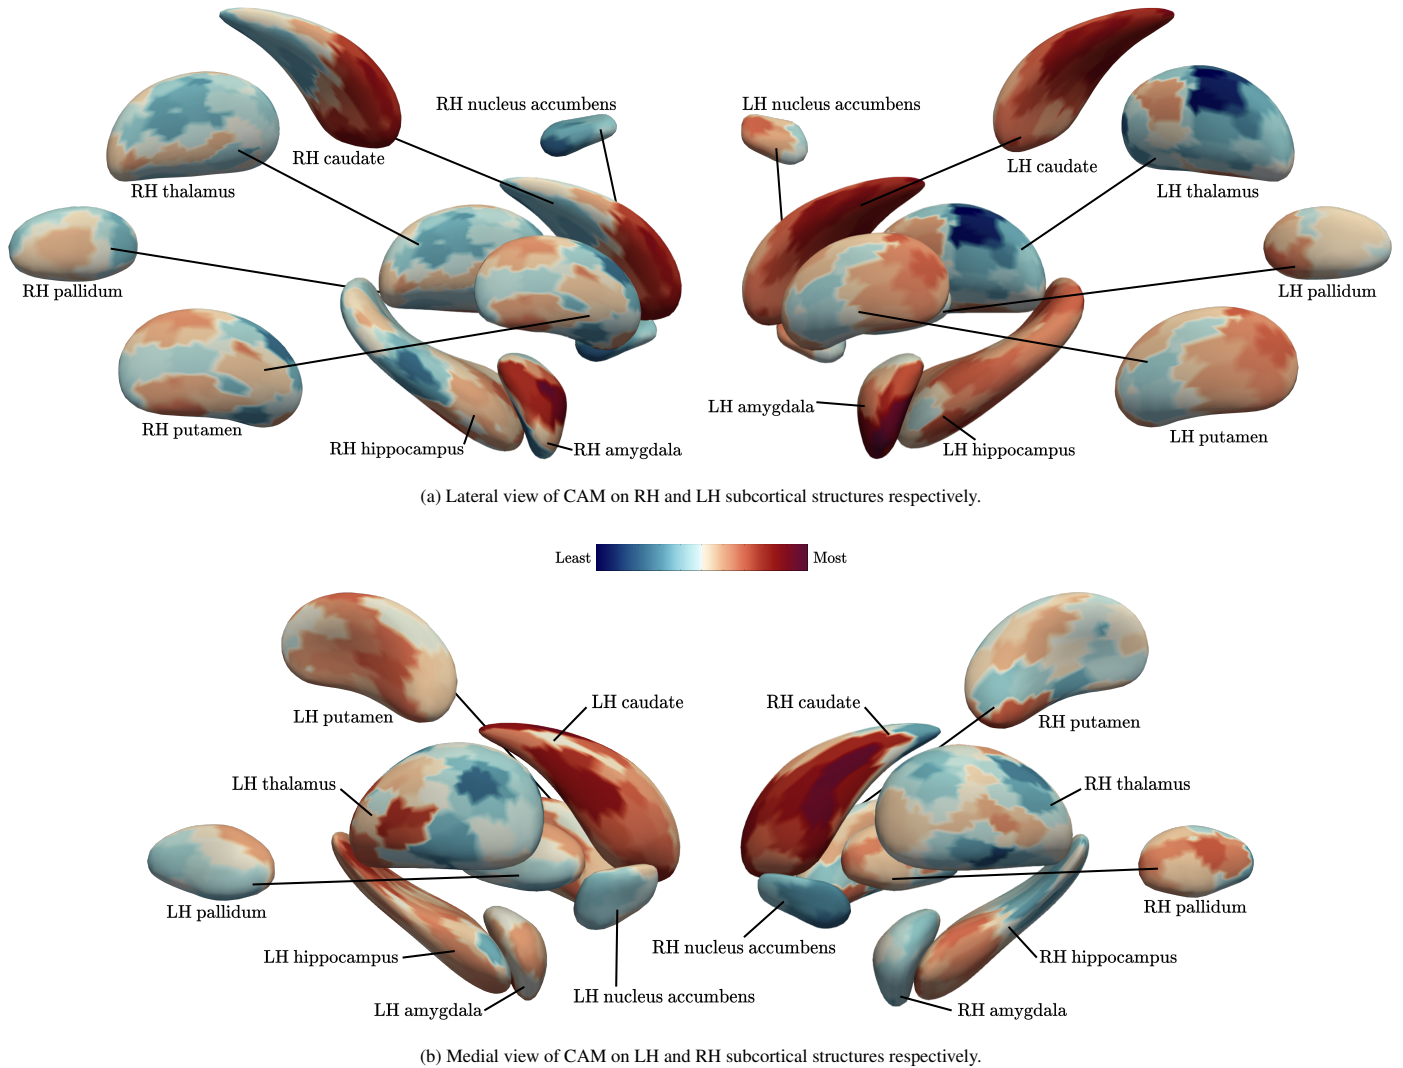 RH nucleus accumbens
LH nucleus accumbens
RH caudate
LH caudate
RH thalamus
LH thalamus
RH pallidum
LH pallidum
RH putamen
LH putamen
LH amygdala
RH hippocampus
RH amygdala
LH hippocampus
(a) Lateral view of CAM on RH and LH subcortical structures respectively.
Least
Most
LH putamen
LH caudate
RH caudate
RH putamen
LH thalamus
RH thalamus
LH pallidum
RH pallidum
LH hippocampus
RH nucleus accumbens
RH hippocampus
LH amygdala
LH nucleus accumbens
RH amygdala
(b) Medial view of CAM on LH and RH subcortical structures respectively.